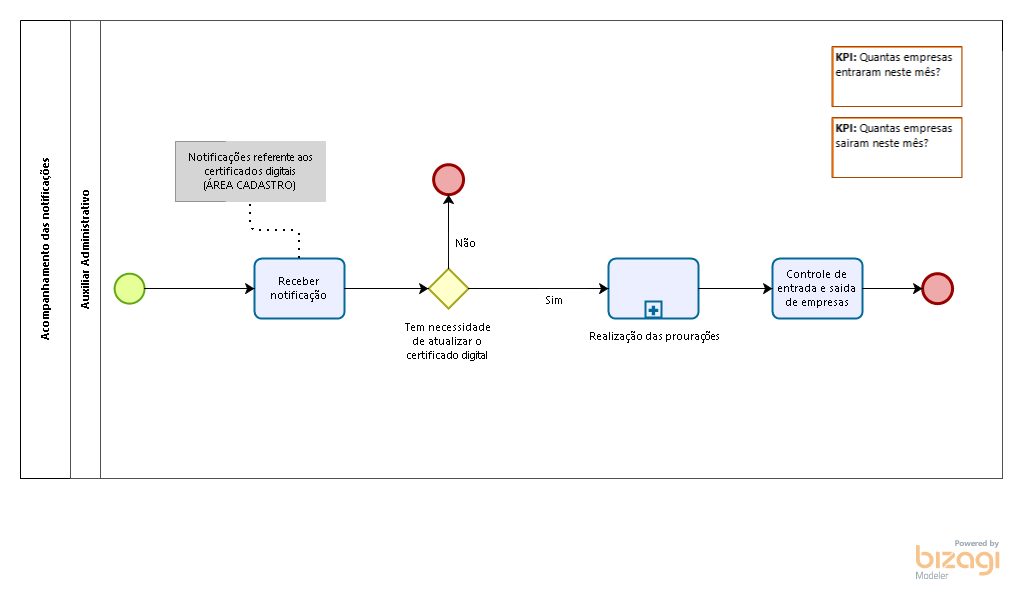 Acompanhamento das notificações
Auxiliar Administrativo
KPI: Quantas empresas
entraram neste mês?
KPI: Quantas empresas
sairam neste mês?
Notificações referente aos
certificados digitais
(ÁREA CADASTRO)
Não
Receber
notificação
Tem necessidade
de atualizar o
certificado digital
Sim
Realização das prourações
Controle de
entrada e saida
de empresas
Powered by
bizagi
Modeler